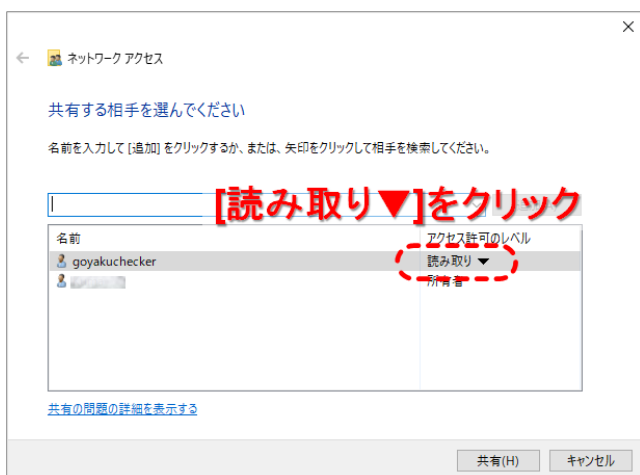 ネットワーク アクセス
共有する相手を選んでください
名前を入力して [追加] をクリックするか、または、矢印をクリックして相手を検索してください。
[読み取り▼]をクリック
名前 アクセス許可のレベル
goyakuchecker 読み取り ▼
所有者
共有の問題の詳細を表示する
共有(H) キャンセル